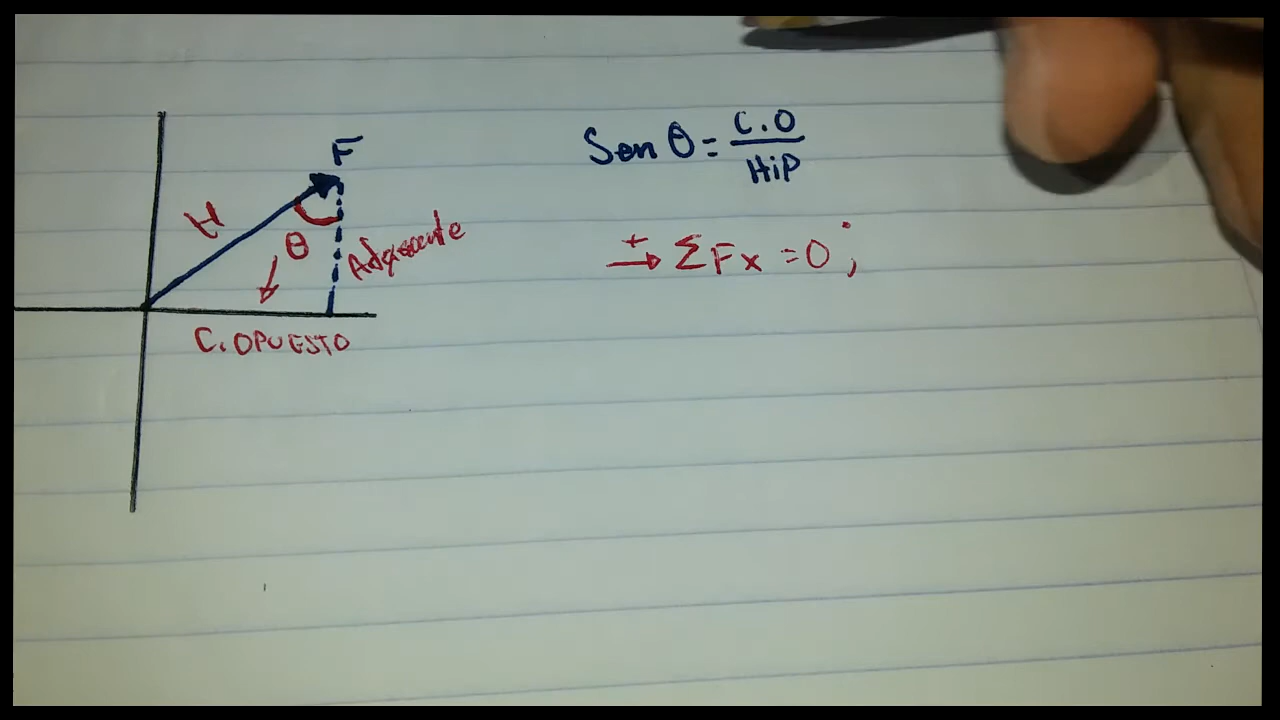 F
H
θ
Adyacente
C. OPUESTO
Sen θ = C.O / Hip
+→ ΣFx = 0 ;